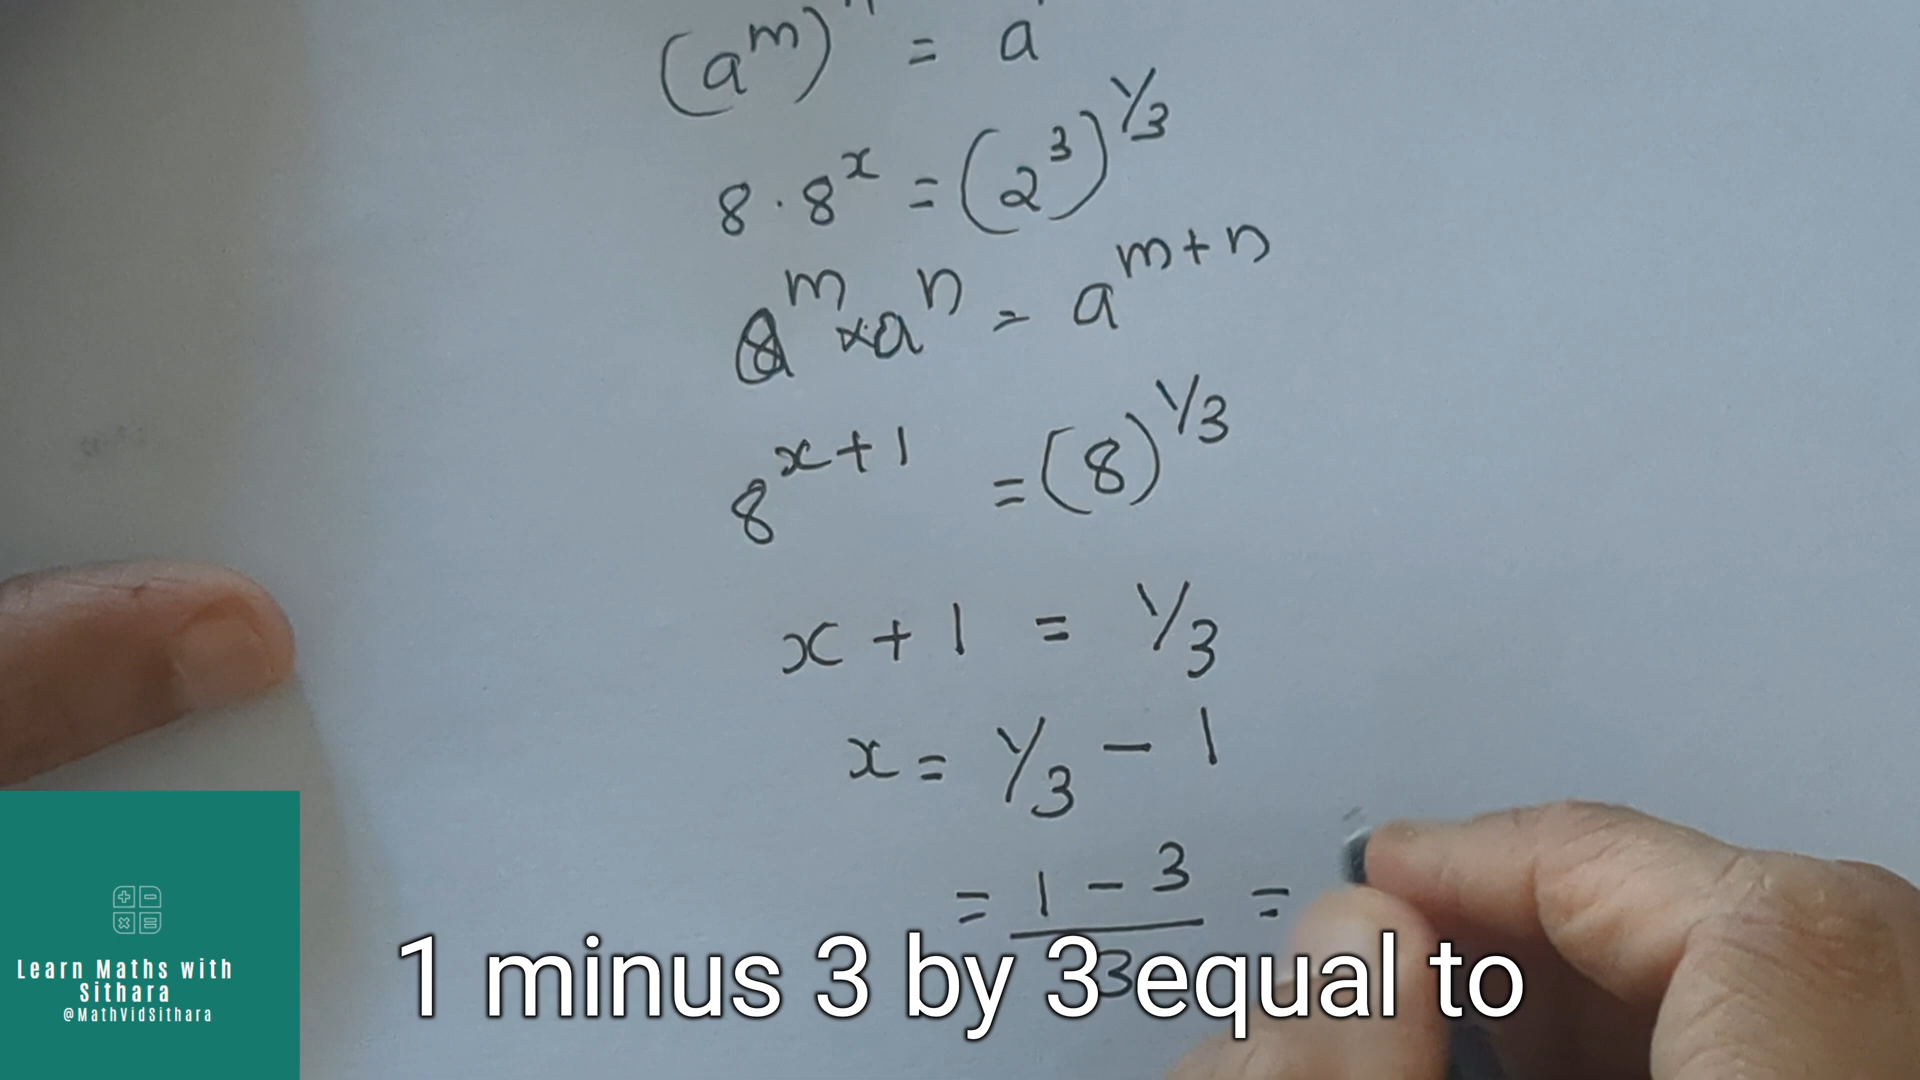 (a^m)^n = a
8 · 8^x = (2^3)^1/3
a^m × a^n = a^m+n
8^x+1 = (8)^1/3
x + 1 = 1/3
x = 1/3 - 1
= 1 - 3 =
3
1 minus 3 by 3 equal to
Learn Maths with
Sithara
@MathVidSithara